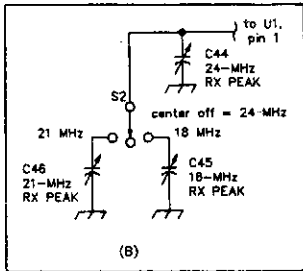 to U1,
pin 1
C44
24-MHz
RX PEAK
S2
center off = 24-MHz
21 MHz
18 MHz
C46
21-MHz
RX PEAK
C45
18-MHz
RX PEAK
(B)